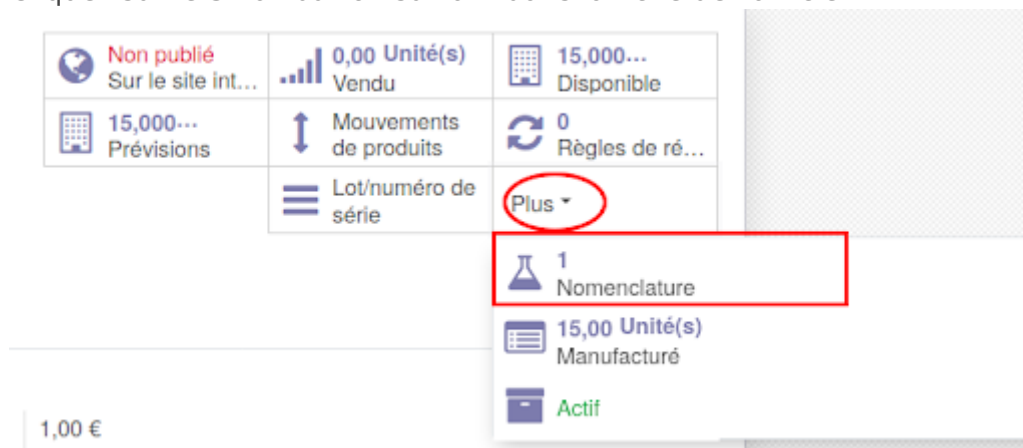 Non publié
Sur le site int...
0,00 Unité(s)
Vendu
15,000...
Disponible
15,000...
Prévisions
Mouvements
de produits
0
Règles de ré...
Lot/numéro de
série
Plus
1
Nomenclature
15,00 Unité(s)
Manufacturé
Actif
1,00 €